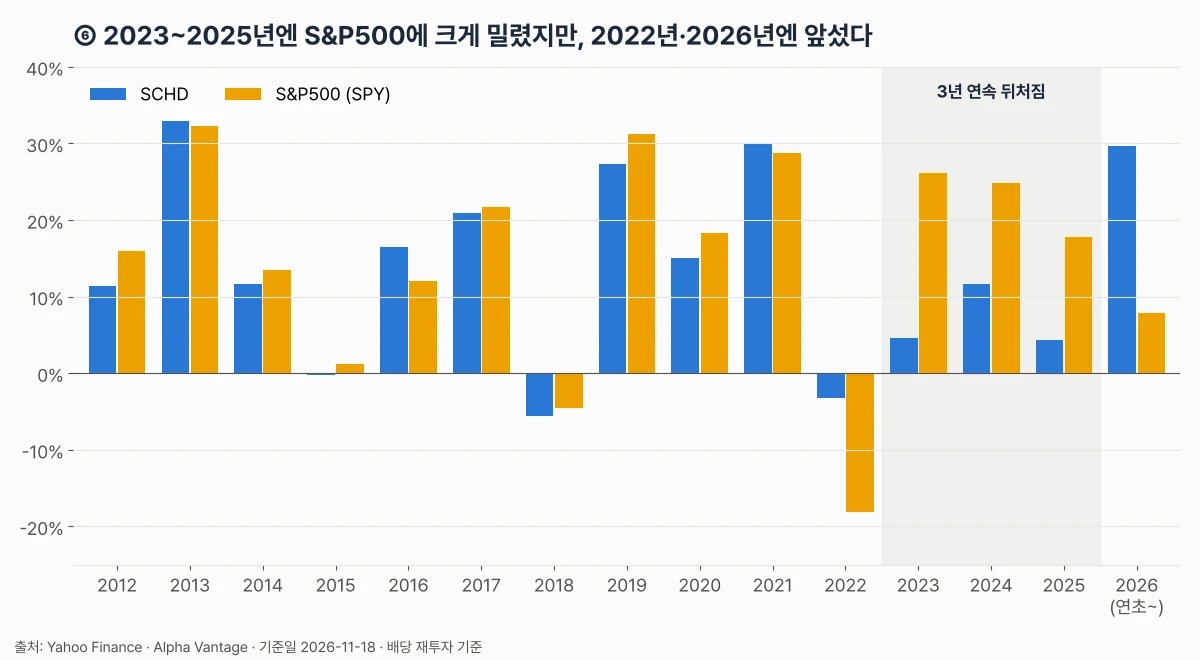 ⑥ 2023~2025년엔 S&P500에 크게 밀렸지만, 2022년·2026년엔 앞섰다
40%
SCHD
S&P500 (SPY)
3년 연속 뒤처짐
30%
20%
10%
0%
-10%
-20%
2012 2013 2014 2015 2016 2017 2018 2019 2020 2021 2022 2023 2024 2025 2026
(연초~)
출처: Yahoo Finance · Alpha Vantage · 기준일 2026-11-18 · 배당 재투자 기준